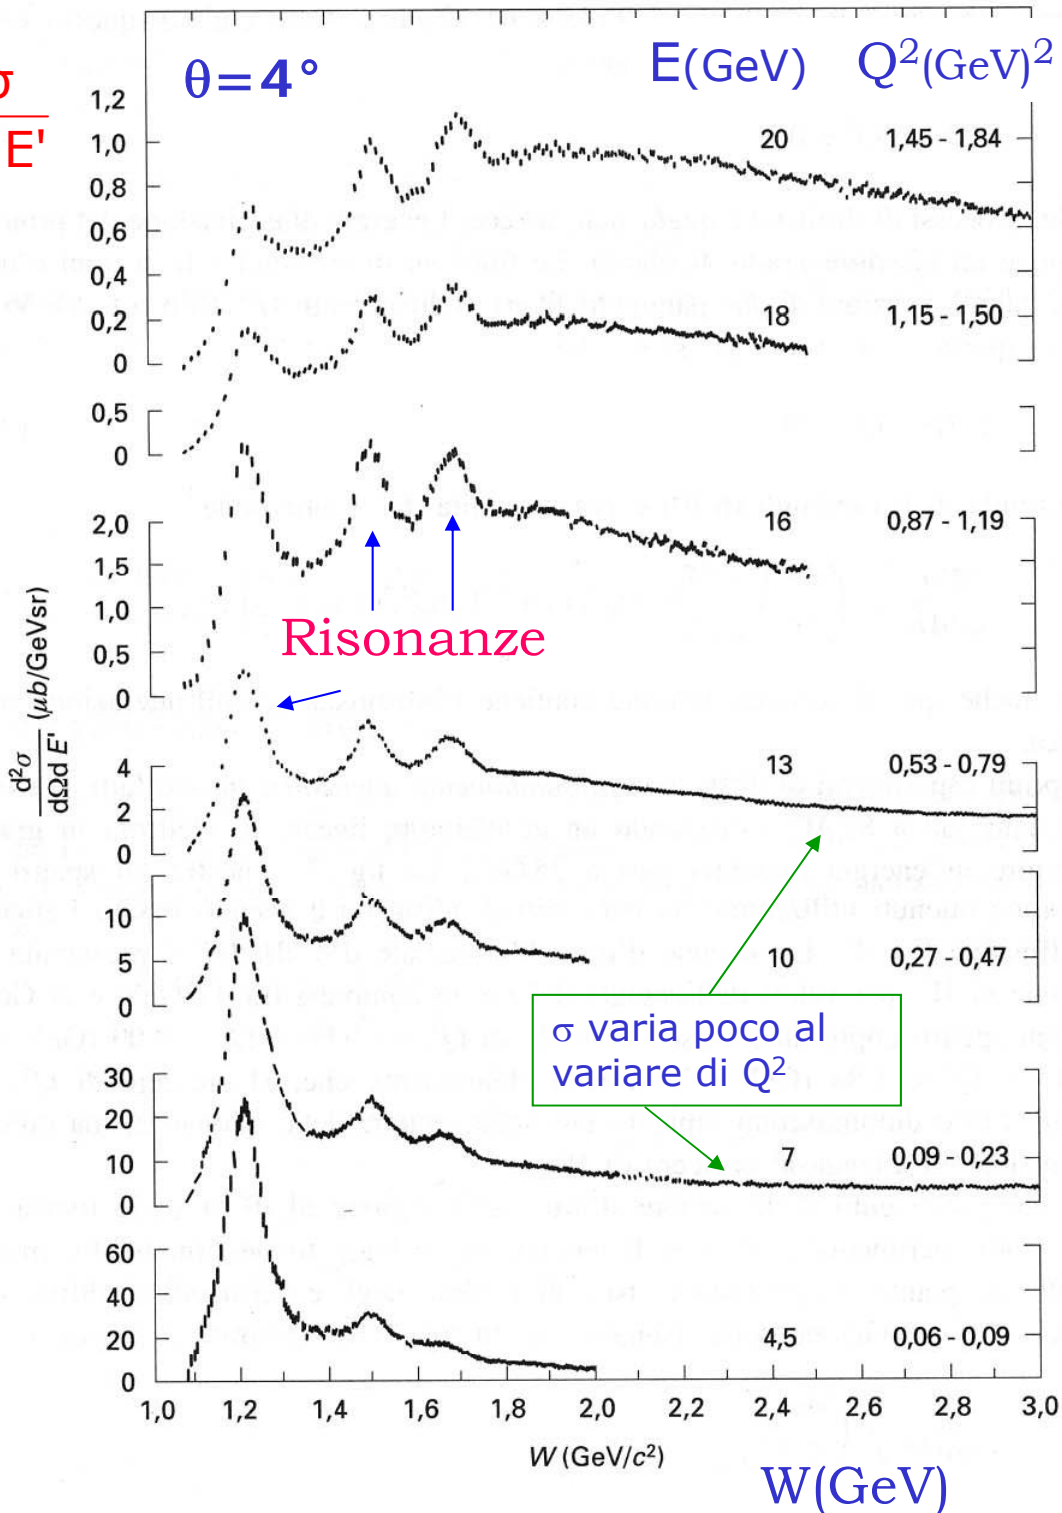 σ
E'
θ=4°
E(GeV) Q²(GeV)²
1,2
1,0
0,8
0,6
0,4
0,2
0
20 1,45 - 1,84
18 1,15 - 1,50
0,5
0
2,0
1,5
1,0
0,5
0
16 0,87 - 1,19
Risonanze
d²σ
dΩd E' (μb/GeVsr)
4
2
0
13 0,53 - 0,79
10
5
0
10 0,27 - 0,47
σ varia poco al
variare di Q²
30
20
10
0
7 0,09 - 0,23
60
40
20
0
4,5 0,06 - 0,09
1,0 1,2 1,4 1,6 1,8 2,0 2,2 2,4 2,6 2,8 3,0
W (GeV/c²)
W(GeV)